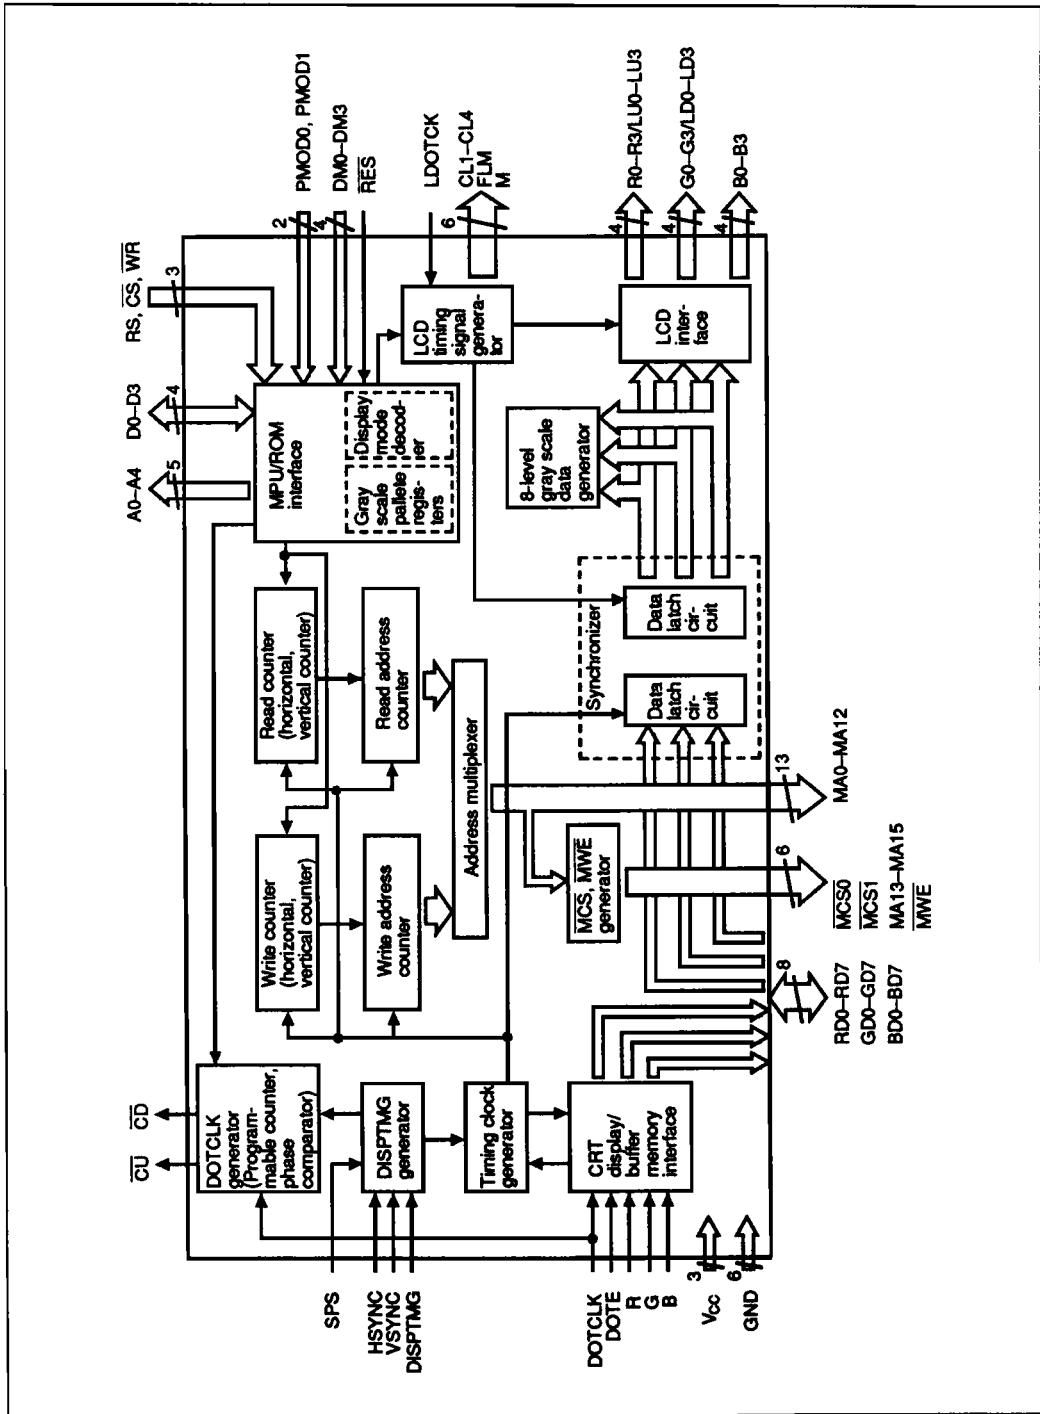 RS, CS, WR
3
D0–D3
4
A0–A4
5
PMOD0, PMOD1
2
DM0–DM3
4
RES
LDOTCK
CL1–CL4
FLM
M
6
R0–R3/LU0–LU3
4
G0–G3/LD0–LD3
4
B0–B3
4
CU
CD
DOTCLK
generator
(Program-
mable counter,
phase
comparator)
Write counter
(horizontal,
vertical counter)
Read counter
(horizontal,
vertical counter)
MPU/ROM
interface
Gray
scale
pallete
regis-
ters
Display
mode
decod-
er
LCD
timing
signal
genera-
tor
SPS
HSYNC
VSYNC
DISPTMG
DISPTMG
generator
Write address
counter
Read address
counter
Address multiplexer
Timing clock
generator
8-level
gray scale
data
generator
LCD
inter-
face
DOTCLK
DOTE
R
G
B
CRT
display/
buffer
memory
interface
MCS, MWE
generator
Synchronizer
Data
latch
cir-
cuit
Data
latch
cir-
cuit
Vcc
3
GND
6
8
RD0–RD7
GD0–GD7
BD0–BD7
6
MCS0
MCS1
MA13–MA15
MWE
13
MA0–MA12